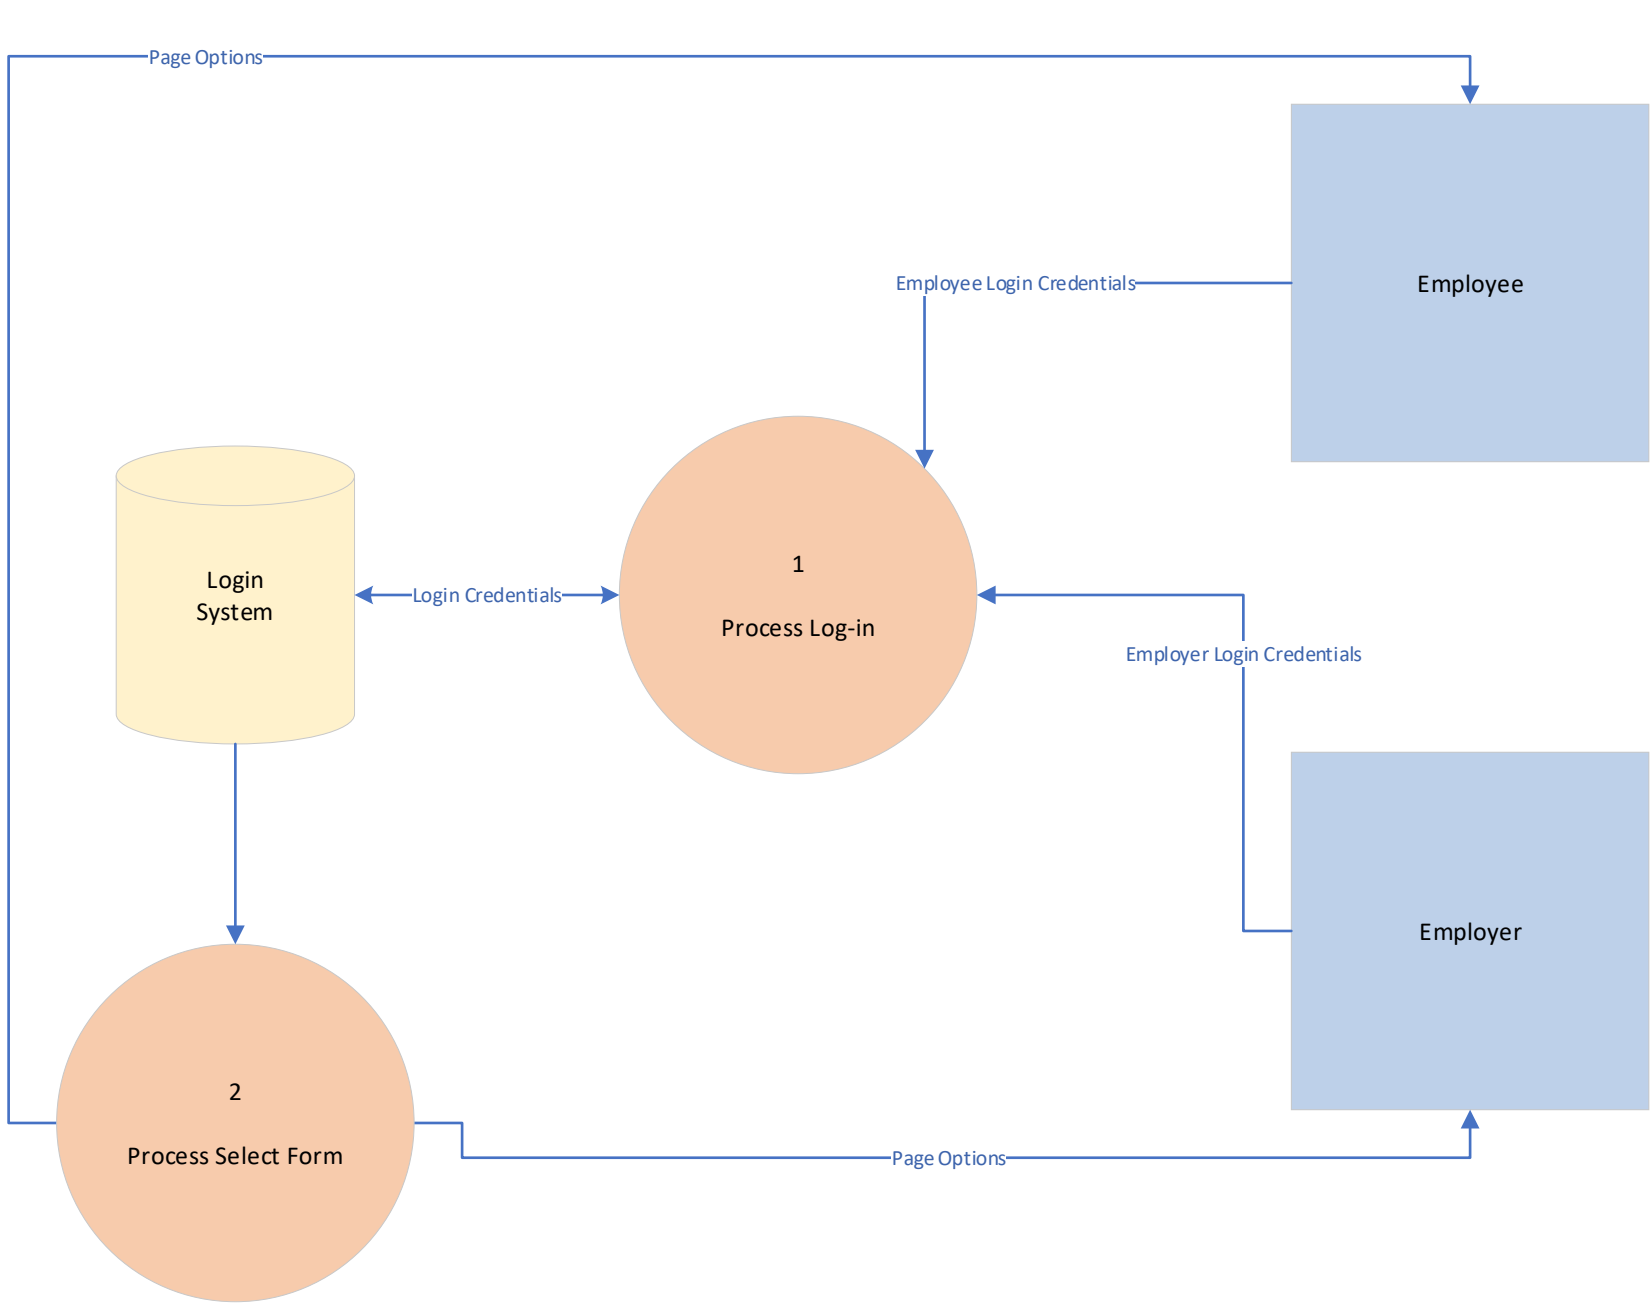 Page Options
Employee Login Credentials
Employee
1
Login
System
Login Credentials
Process Log-in
Employer Login Credentials
Employer
2
Process Select Form
Page Options